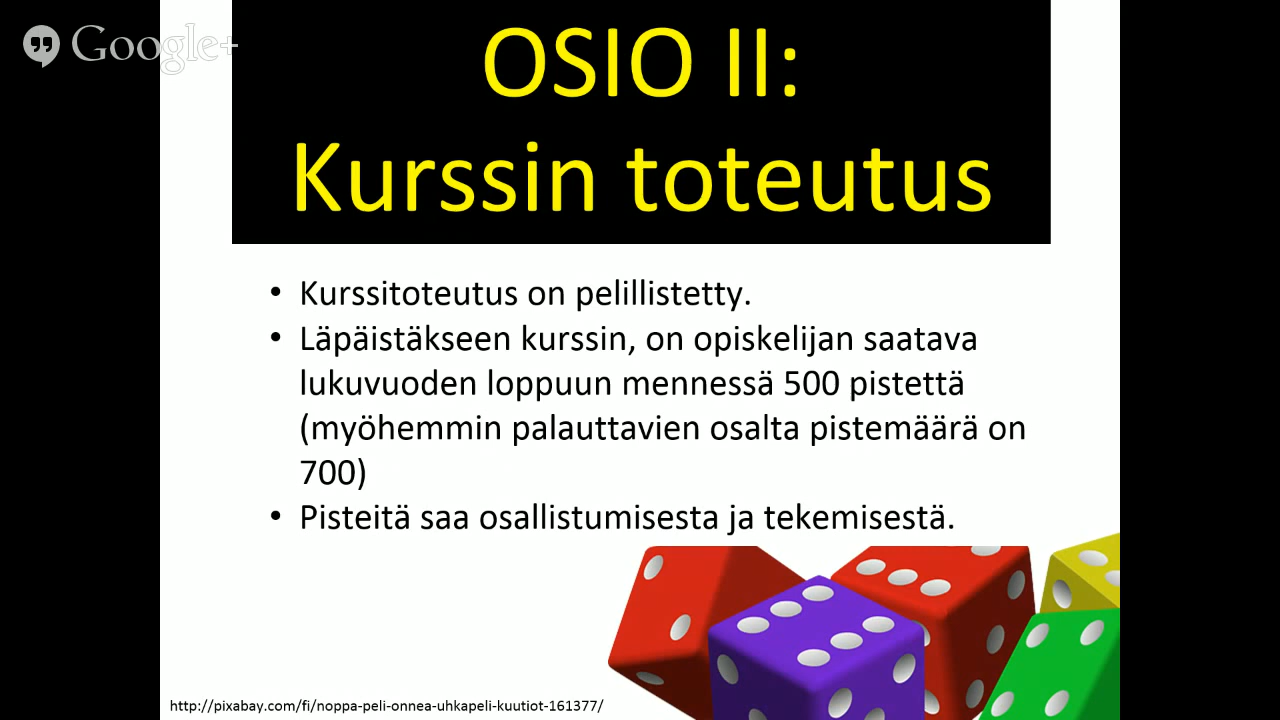 Google+
OSIO II:
Kurssin toteutus
• Kurssitoteutus on pelillistetty.
• Läpäistäkseen kurssin, on opiskelijan saatava
lukuvuoden loppuun mennessä 500 pistettä
(myöhemmin palauttavien osalta pistemäärä on
700)
• Pisteitä saa osallistumisesta ja tekemisestä.
http://pixabay.com/fi/noppa-peli-onnea-uhkapeli-kuutiot-161377/